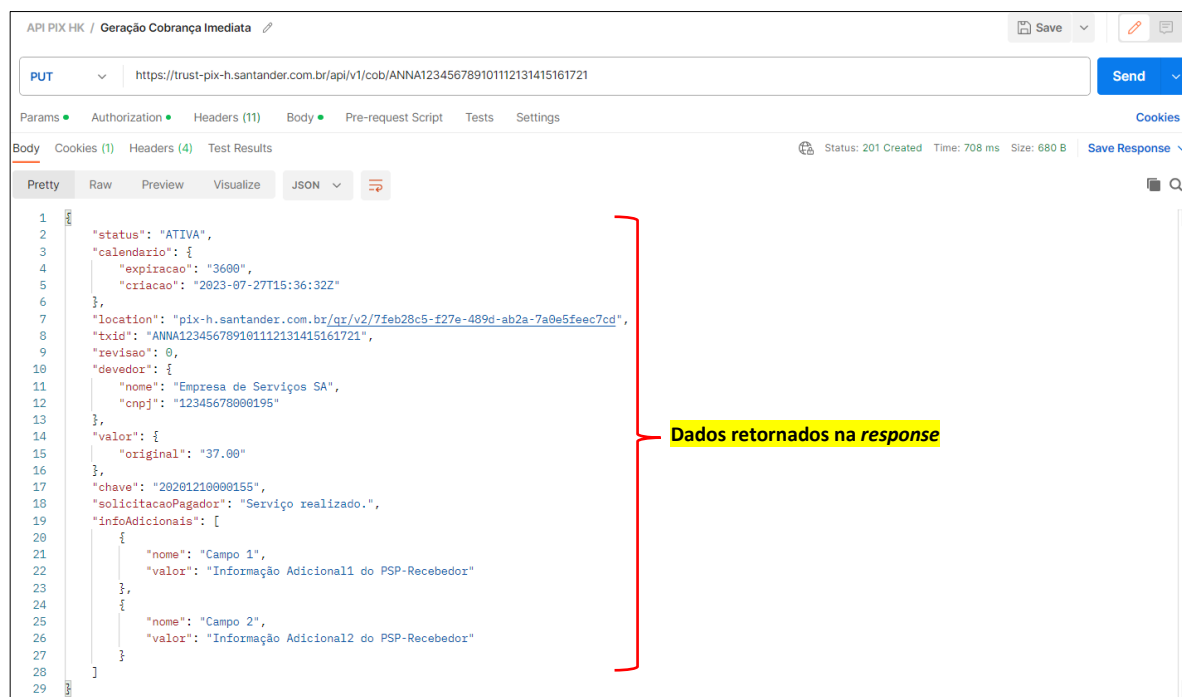 API PIX HK / Geração Cobrança Imediata
Save
PUT https://trust-pix-h.santander.com.br/api/v1/cob/ANNA123456789101112131415161721 Send
Params Authorization Headers (11) Body Pre-request Script Tests Settings Cookies
Body Cookies (1) Headers (4) Test Results Status: 201 Created Time: 708 ms Size: 680 B Save Response
Pretty Raw Preview Visualize JSON
1 {
2 "status": "ATIVA",
3 "calendario": {
4 "expiracao": "3600",
5 "criacao": "2023-07-27T15:36:32Z"
6 },
7 "location": "pix-h.santander.com.br/qr/v2/7feb28c5-f27e-489d-ab2a-7a0e5feec7cd",
8 "txid": "ANNA123456789101112131415161721",
9 "revisao": 0,
10 "devedor": {
11 "nome": "Empresa de Serviços SA",
12 "cnpj": "12345678000195"
13 },
14 "valor": {
Dados retornados na response
15 "original": "37.00"
16 },
17 "chave": "20201210000155",
18 "solicitacaoPagador": "Serviço realizado.",
19 "infoAdicionais": [
20 {
21 "nome": "Campo 1",
22 "valor": "Informação Adicional1 do PSP-Recebedor"
23 },
24 {
25 "nome": "Campo 2",
26 "valor": "Informação Adicional2 do PSP-Recebedor"
27 }
28 ]
29 }